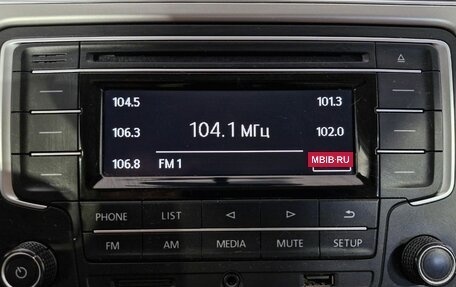 104.5
101.3
106.3
104.1 МГц
102.0
106.8
FM 1
MBIB·RU
PHONE
LIST
FM
AM
MEDIA
MUTE
SETUP